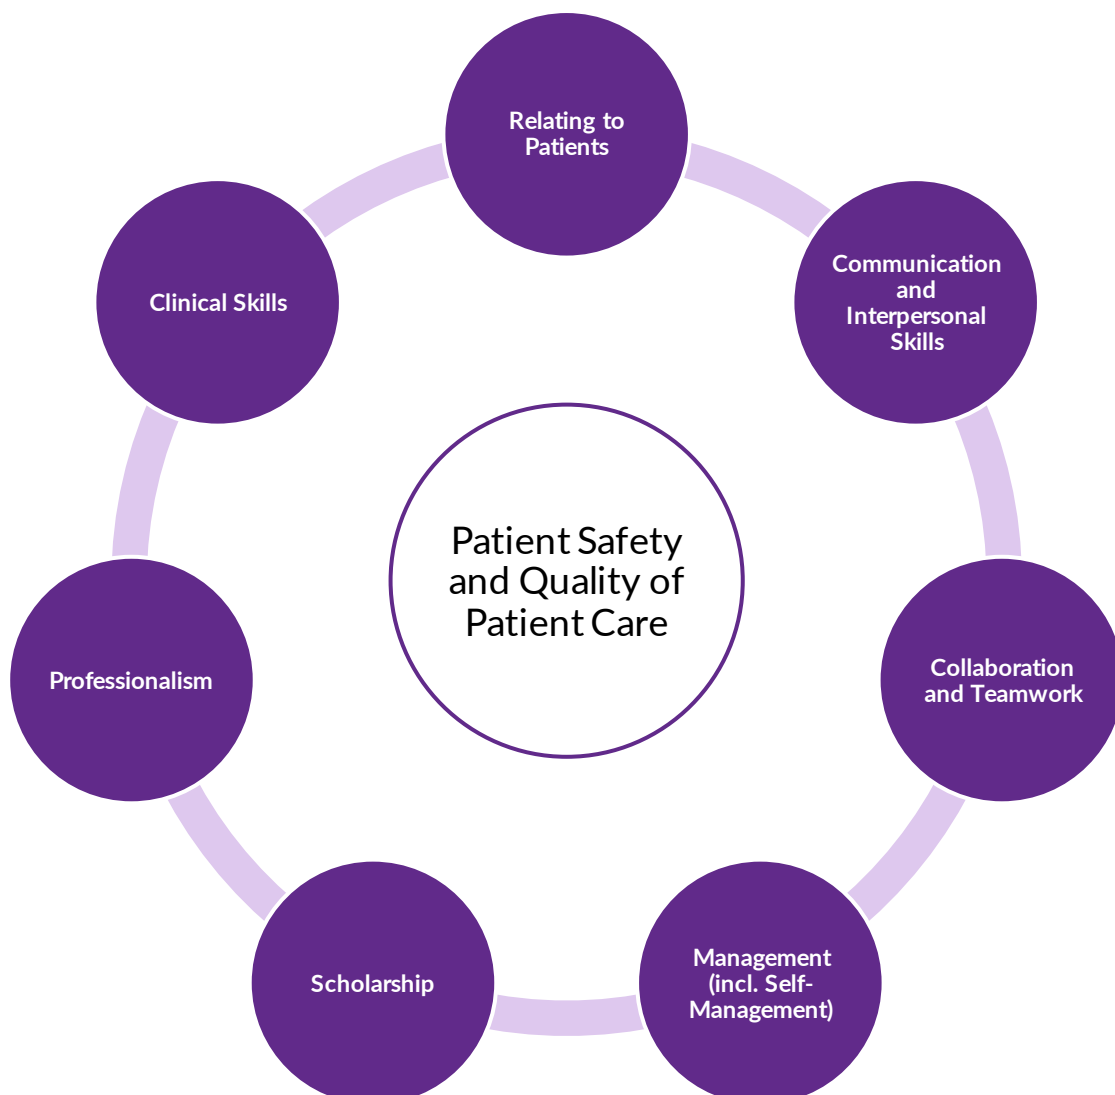 Relating to
Patients
Communication
and
Interpersonal
Skills
Clinical Skills
Patient Safety
and Quality of
Patient Care
Collaboration
and Teamwork
Professionalism
Management
(incl. Self-
Management)
Scholarship